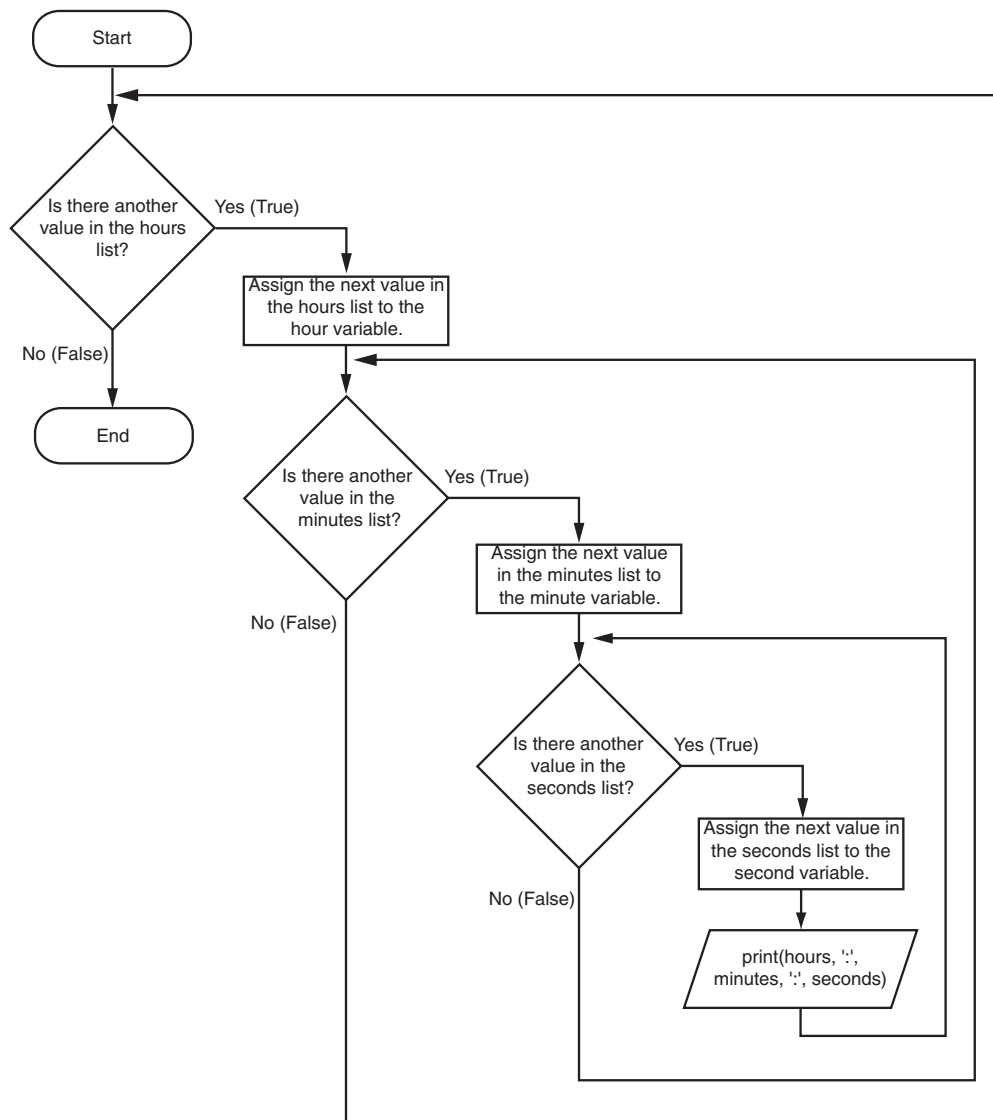 Start
Is there another
value in the hours
list?
Yes (True)
Assign the next value in
the hours list to the
hour variable.
No (False)
End
Is there another
value in the
minutes list?
Yes (True)
Assign the next value
in the minutes list to
the minute variable.
No (False)
Is there another
value in the
seconds list?
Yes (True)
Assign the next value in
the seconds list to the
second variable.
No (False)
print(hours, ':',
minutes, ':', seconds)